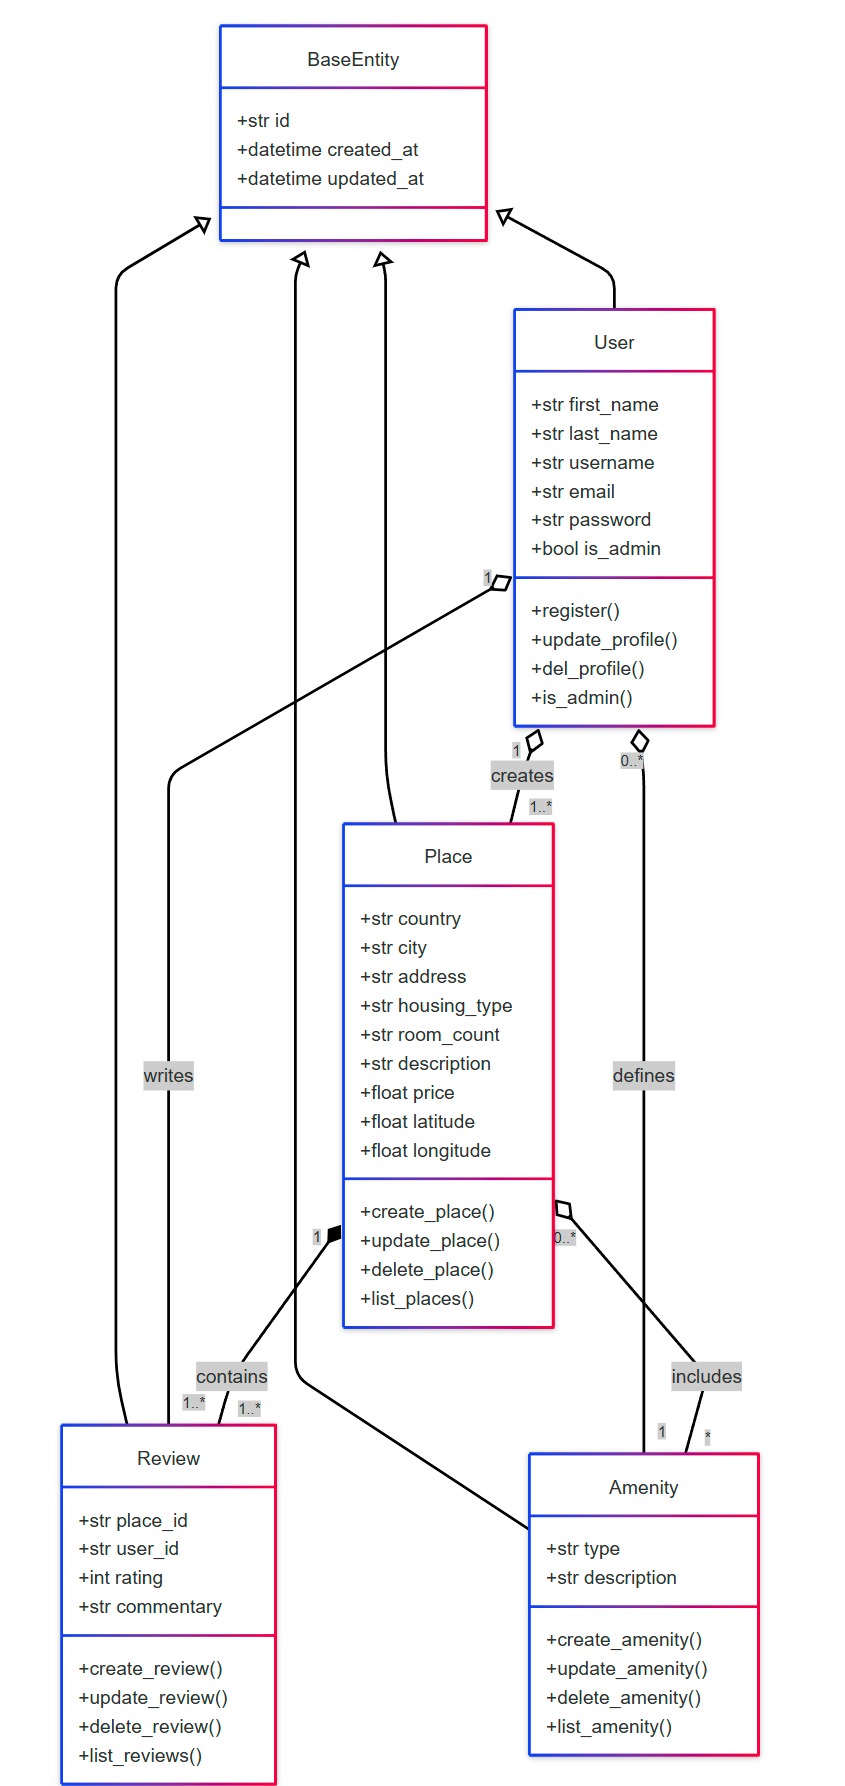 BaseEntity
+str id
+datetime created_at
+datetime updated_at
User
+str first_name
+str last_name
+str username
+str email
+str password
+bool is_admin
+register()
+update_profile()
+del_profile()
+is_admin()
1
1
creates
1..*
0..*
Place
+str country
+str city
+address
+str housing_type
+str room_count
+str description
+float price
+float latitude
+float longitude
+create_place()
+update_place()
+delete_place()
+list_places()
writes
defines
1
0..*
contains
includes
1..*
1..*
1
*
Review
+str place_id
+str user_id
+int rating
+str commentary
+create_review()
+update_review()
+delete_review()
+list_reviews()
Amenity
+str type
+str description
+create_amenity()
+update_amenity()
+delete_amenity()
+list_amenity()